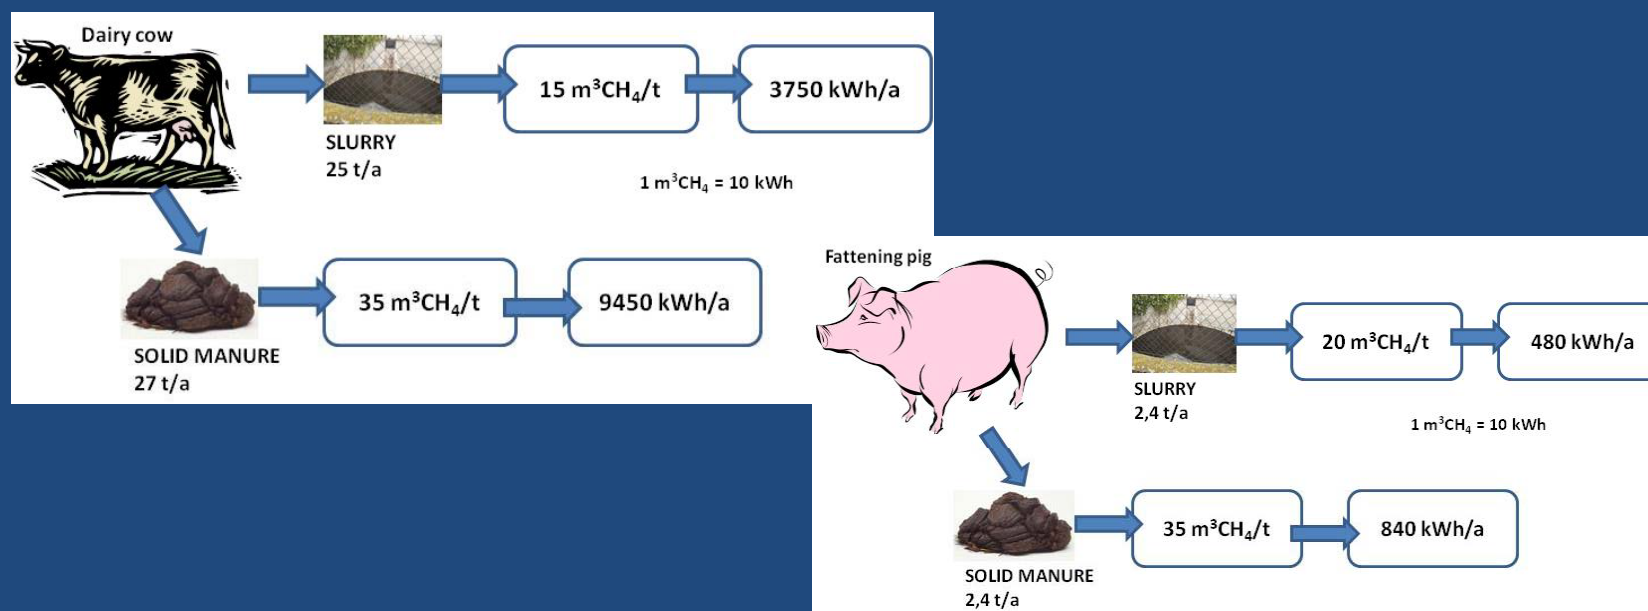 Dairy cow
15 m³CH₄/t
3750 kWh/a
SLURRY
25 t/a
1 m³CH₄ = 10 kWh
35 m³CH₄/t
9450 kWh/a
SOLID MANURE
27 t/a
Fattening pig
20 m³CH₄/t
480 kWh/a
SLURRY
2,4 t/a
1 m³CH₄ = 10 kWh
35 m³CH₄/t
840 kWh/a
SOLID MANURE
2,4 t/a